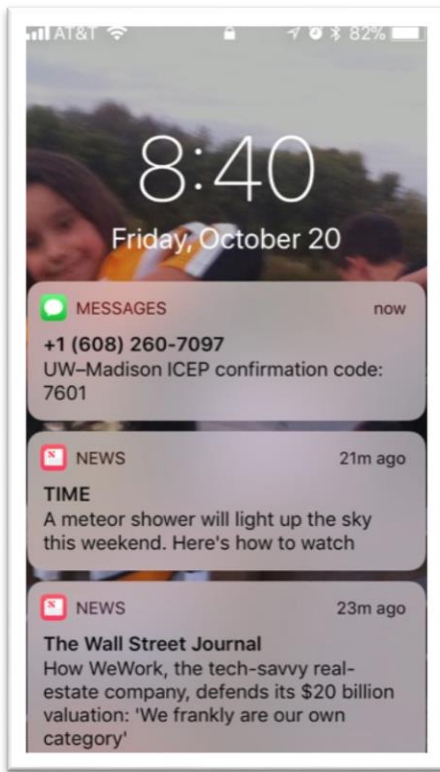 AT&T 82%
8:40
Friday, October 20
MESSAGES now
+1 (608) 260-7097
UW–Madison ICEP confirmation code:
7601
NEWS 21m ago
TIME
A meteor shower will light up the sky
this weekend. Here's how to watch
NEWS 23m ago
The Wall Street Journal
How WeWork, the tech-savvy real-
estate company, defends its $20 billion
valuation: 'We frankly are our own
category'